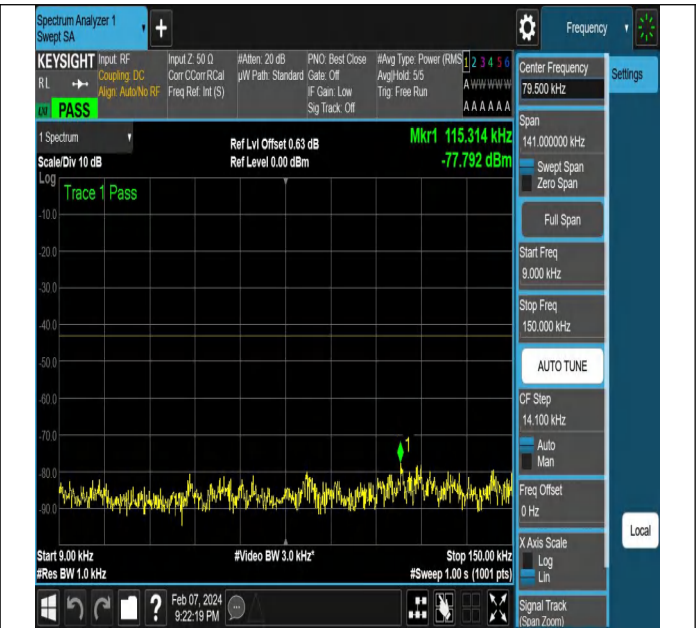 Spectrum Analyzer 1
Swept SA
+
Frequency
KEYSIGHT
RL
PASS
Input: RF
Coupling: DC
Align: Auto/No RF
Input Z: 50 Ω
Corr CCorr RCal
Freq Ref: Int (S)
#Atten: 20 dB
µW Path: Standard
PNO: Best Close
Gate: Off
IF Gain: Low
Sig Track: Off
#Avg Type: Power (RMS
Avg|Hold: 5/5
Trig: Free Run
1 2 3 4 5 6
A W W W W W
A A A A A A
1 Spectrum
Scale/Div 10 dB
Ref Lvl Offset 0.63 dB
Ref Level 0.00 dBm
Mkr1 115.314 kHz
-77.792 dBm
Log
Trace 1 Pass
-10.0
-20.0
-30.0
-40.0
-50.0
-60.0
-70.0
-80.0
-90.0
1
Start 9.00 kHz
#Res BW 1.0 kHz
#Video BW 3.0 kHz*
Stop 150.00 kHz
#Sweep 1.00 s (1001 pts)
Center Frequency
79.500 kHz
Settings
Span
141.000000 kHz
Swept Span
Zero Span
Full Span
Start Freq
9.000 kHz
Stop Freq
150.000 kHz
AUTO TUNE
CF Step
14.100 kHz
Auto
Man
Freq Offset
0 Hz
X Axis Scale
Log
Lin
Local
Signal Track
(Span Zoom)
?
Feb 07, 2024
9:22:19 PM